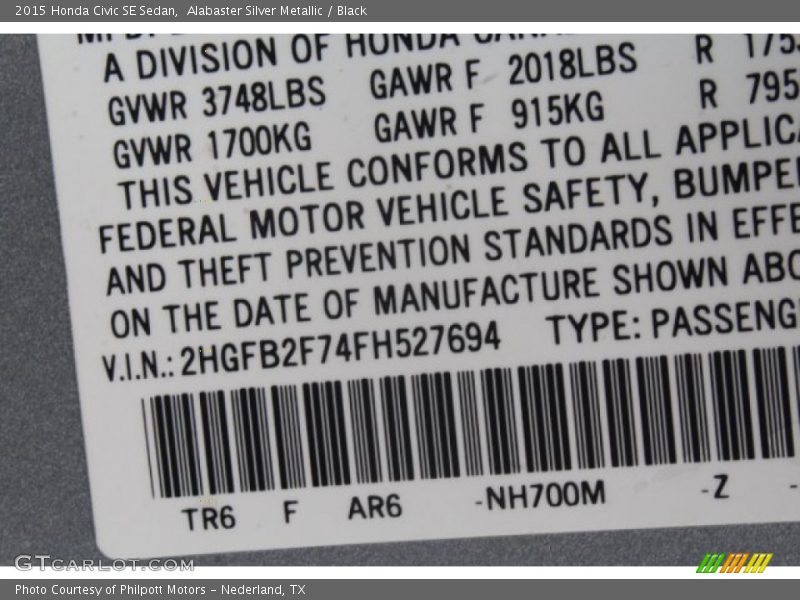 2015 Honda Civic SE Sedan, Alabaster Silver Metallic / Black
A DIVISION OF HONDA
GVWR 3748LBS GAWR F 2018LBS R
GVWR 1700KG GAWR F 915KG R 795
THIS VEHICLE CONFORMS TO ALL
FEDERAL MOTOR VEHICLE SAFETY,
AND THEFT PREVENTION STANDARDS IN
ON THE DATE OF MANUFACTURE SHOWN
V.I.N.: 2HGFB2F74FH527694 TYPE:
TR6 F AR6 -NH700M -Z -
GTCARLOT.COM
Photo Courtesy of Philpott Motors – Nederland, TX